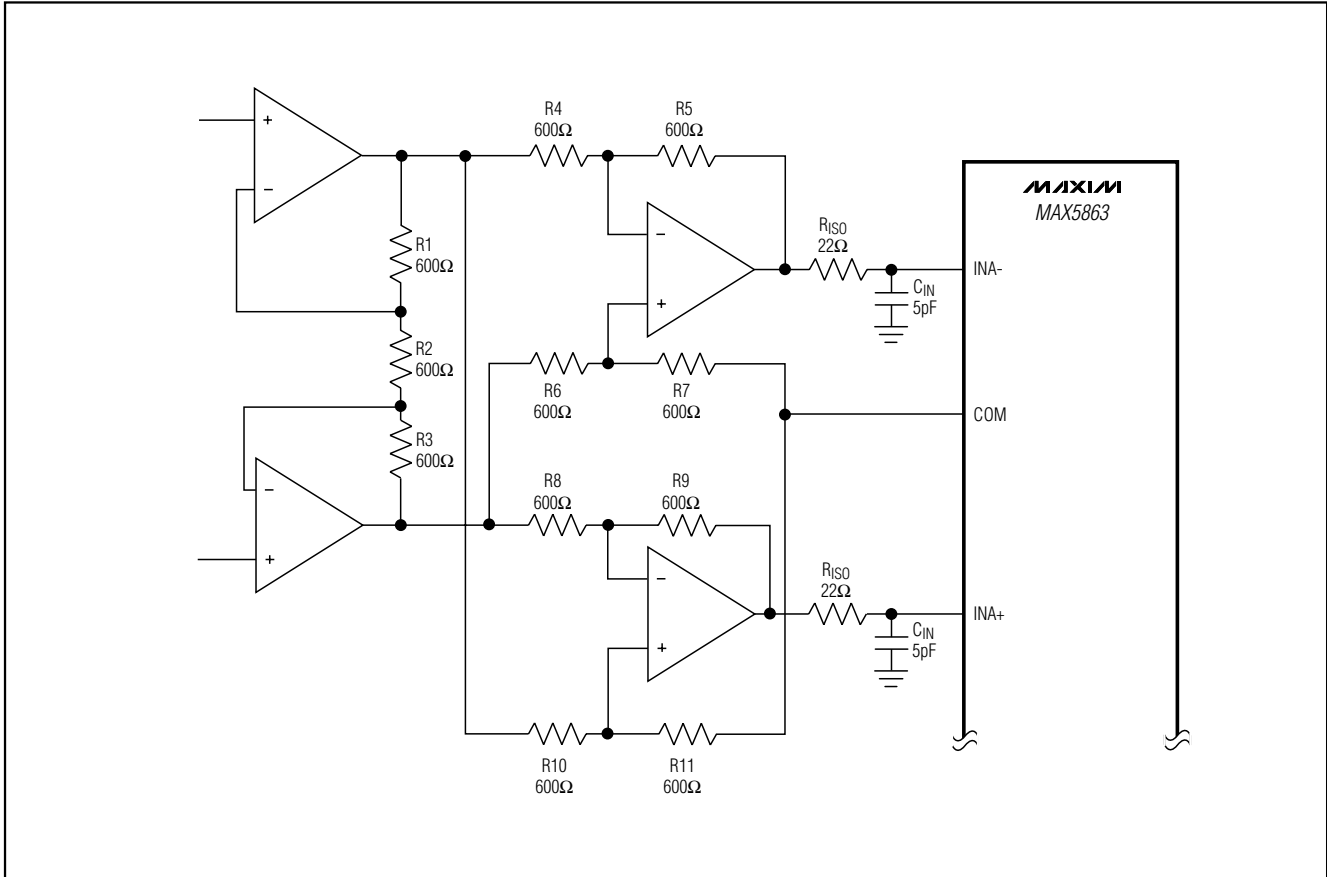 R4
600Ω
R5
600Ω
+
−
R1
600Ω
R2
600Ω
R3
600Ω
−
+
−
+
RISO
22Ω
CIN
5pF
R6
600Ω
R7
600Ω
R8
600Ω
R9
600Ω
−
+
RISO
22Ω
CIN
5pF
R10
600Ω
R11
600Ω
MAXIM
MAX5863
INA-
COM
INA+